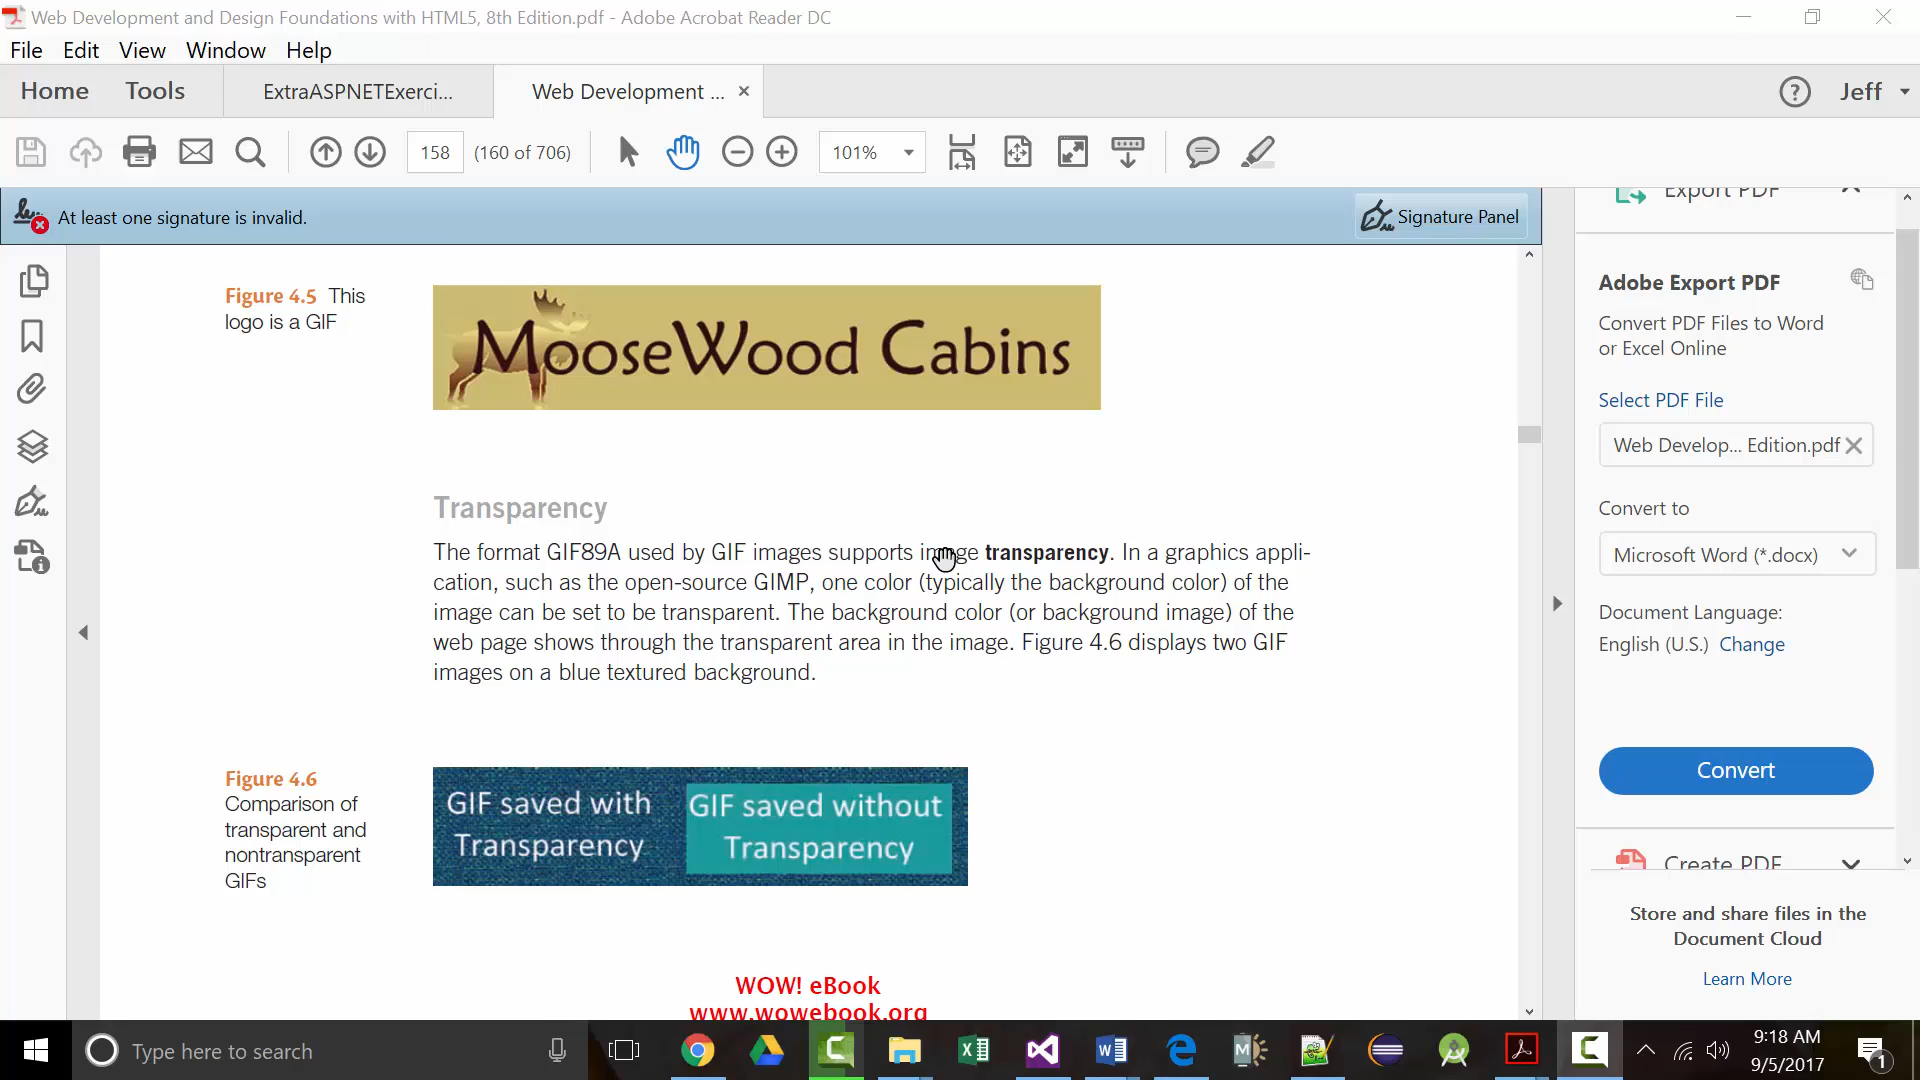 Web Development and Design Foundations with HTML5, 8th Edition.pdf - Adobe Acrobat Reader DC
File Edit View Window Help
Home Tools ExtraASPNETExerci... Web Development ... Jeff
158 (160 of 706) 101%
At least one signature is invalid. Signature Panel
Export PDF
Figure 4.5 This
logo is a GIF
MooseWood Cabins
Transparency
The format GIF89A used by GIF images supports image transparency. In a graphics appli-
cation, such as the open-source GIMP, one color (typically the background color) of the
image can be set to be transparent. The background color (or background image) of the
web page shows through the transparent area in the image. Figure 4.6 displays two GIF
images on a blue textured background.
Figure 4.6
Comparison of
transparent and
nontransparent
GIFs
GIF saved with
Transparency
GIF saved without
Transparency
WOW! eBook
www.wowebook.org
Adobe Export PDF
Convert PDF Files to Word
or Excel Online
Select PDF File
Web Develop... Edition.pdf
Convert to
Microsoft Word (*.docx)
Document Language:
English (U.S.) Change
Convert
Create PDF
Store and share files in the
Document Cloud
Learn More
Type here to search
9:18 AM
9/5/2017
1